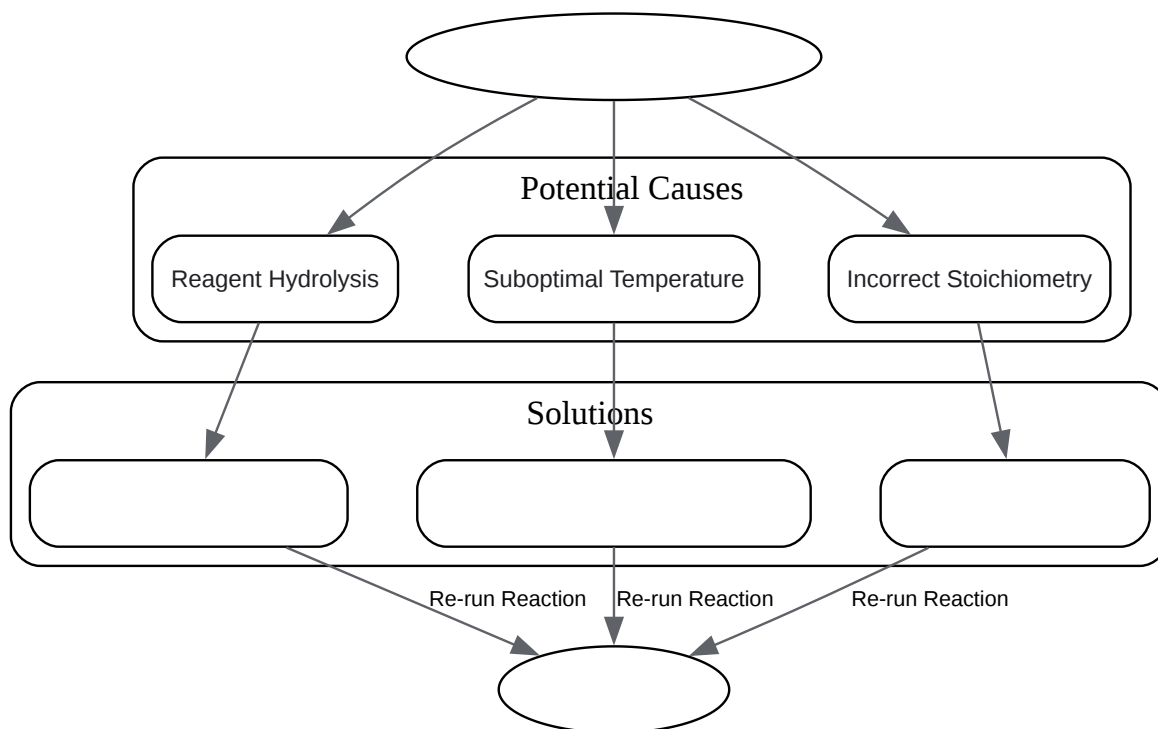 Potential Causes
Reagent Hydrolysis
Suboptimal Temperature
Incorrect Stoichiometry
Solutions
Re-run Reaction
Re-run Reaction
Re-run Reaction